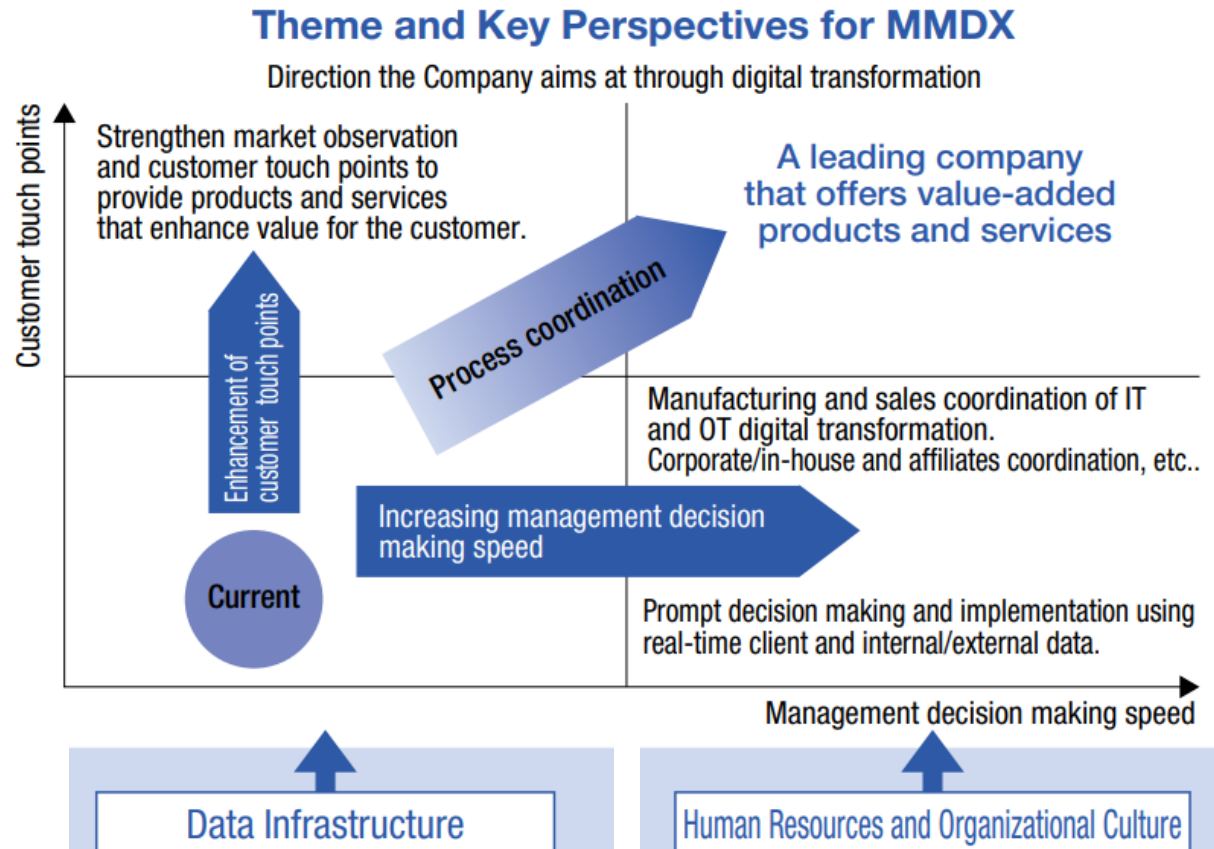 Theme and Key Perspectives for MMDX
Direction the Company aims at through digital transformation
Customer touch points
Strengthen market observation
and customer touch points to
provide products and services
that enhance value for the customer.
A leading company
that offers value-added
products and services
Enhancement of
customer touch points
Process coordination
Manufacturing and sales coordination of IT
and OT digital transformation.
Corporate/in-house and affiliates coordination, etc..
Increasing management decision
making speed
Current
Prompt decision making and implementation using
real-time client and internal/external data.
Management decision making speed
Data Infrastructure
Human Resources and Organizational Culture